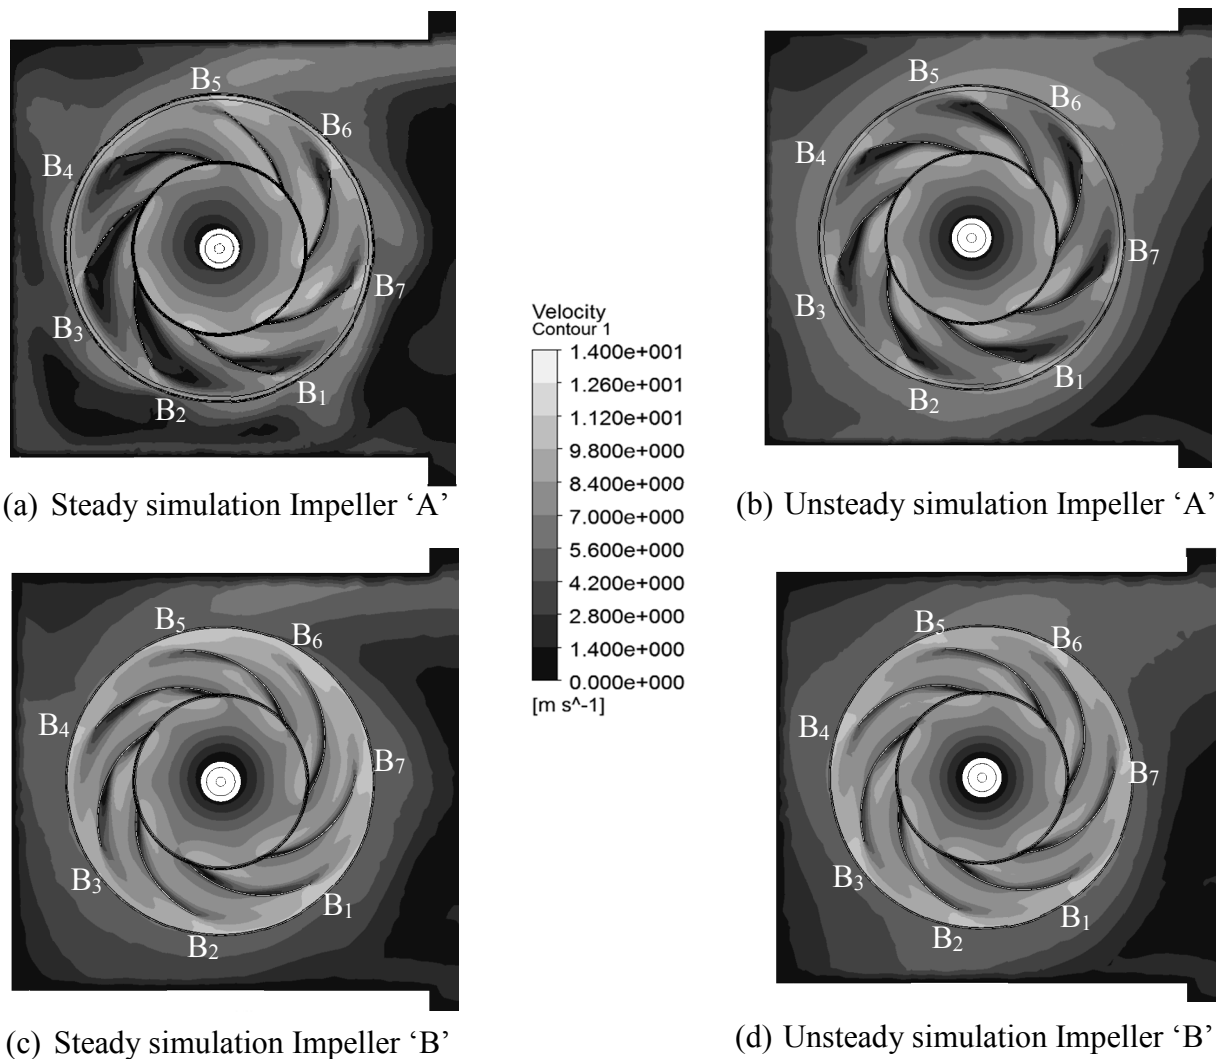 B₅
B₆
B₄
B₇
B₃
B₂
B₁
B₅
B₆
B₄
B₇
B₃
B₂
B₁
(a) Steady simulation Impeller ‘A’
(b) Unsteady simulation Impeller ‘A’
Velocity
Contour 1
1.400e+001
1.260e+001
1.120e+001
9.800e+000
8.400e+000
7.000e+000
5.600e+000
4.200e+000
2.800e+000
1.400e+000
0.000e+000
[m s^-1]
B₅
B₆
B₄
B₇
B₃
B₁
B₂
B₅
B₆
B₄
B₇
B₃
B₁
B₂
(c) Steady simulation Impeller ‘B’
(d) Unsteady simulation Impeller ‘B’